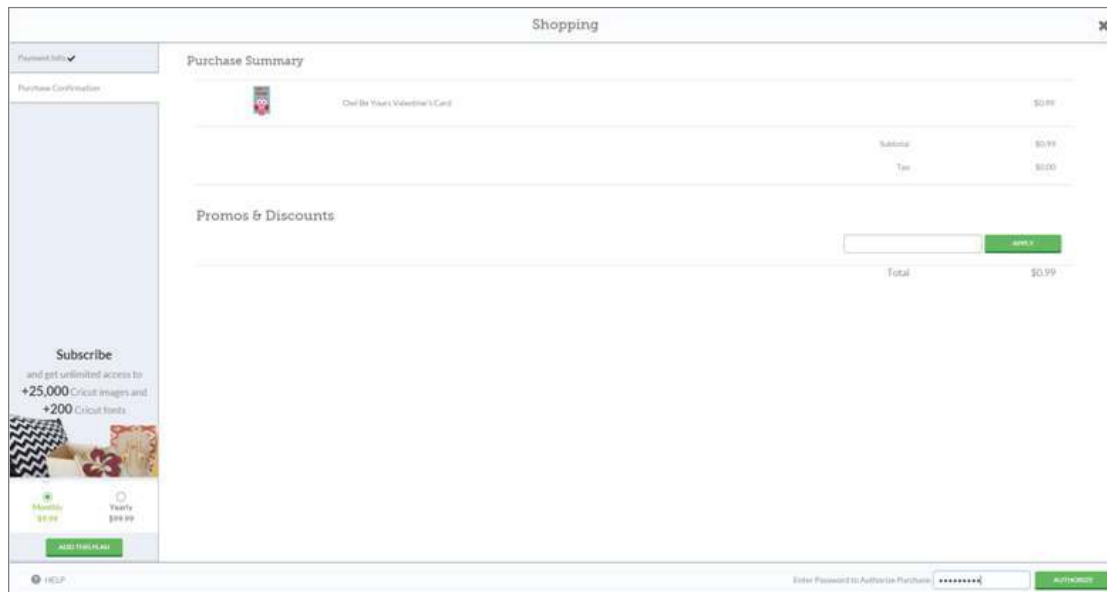 Shopping
Payment Info
Purchase Confirmation
Purchase Summary
Owl Be Yours Valentine's Card $0.99
Subtotal $0.99
Tax $0.00
Promos & Discounts
APPLY
Total $0.99
Subscribe
and get unlimited access to
+25,000 Cricut images and
+200 Cricut fonts
Monthly
$9.99
Yearly
$99.99
ADD THIS PLAN
HELP
Enter Password to Authorize Purchase
AUTHORIZE